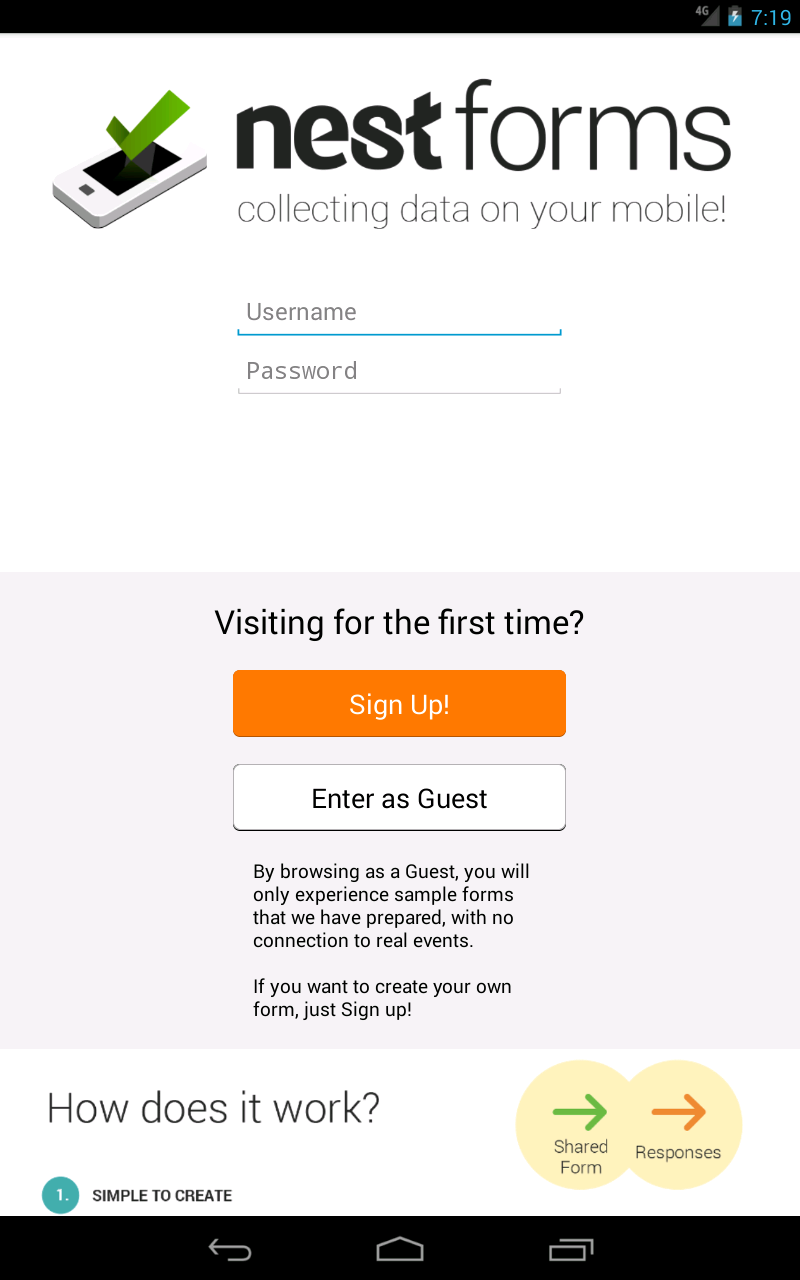 4G 7:19
nestforms
collecting data on your mobile!
Username
Password
Visiting for the first time?
Sign Up!
Enter as Guest
By browsing as a Guest, you will
only experience sample forms
that we have prepared, with no
connection to real events.
If you want to create your own
form, just Sign up!
How does it work?
Shared
Form
Responses
1. SIMPLE TO CREATE